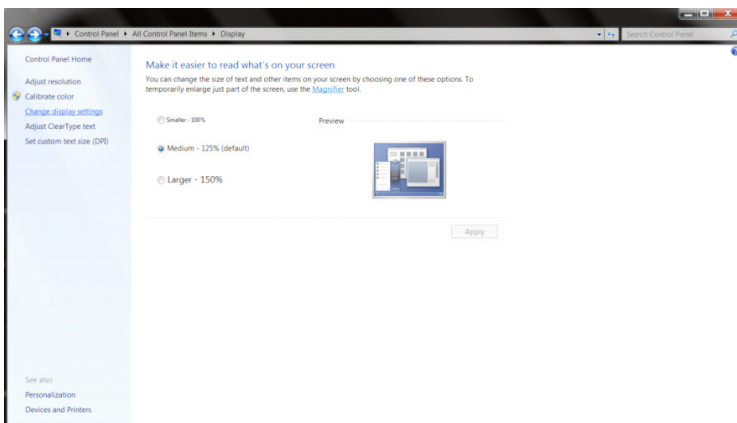 Control Panel ▸ All Control Panel Items ▸ Display
Search Control Panel
Control Panel Home
Adjust resolution
Calibrate color
Change display settings
Adjust ClearType text
Set custom text size (DPI)
See also
Personalization
Devices and Printers
Make it easier to read what's on your screen
You can change the size of text and other items on your screen by choosing one of these options. To
temporarily enlarge just part of the screen, use the Magnifier tool.
Smaller - 100%
Preview
Medium - 125% (default)
Larger - 150%
Apply